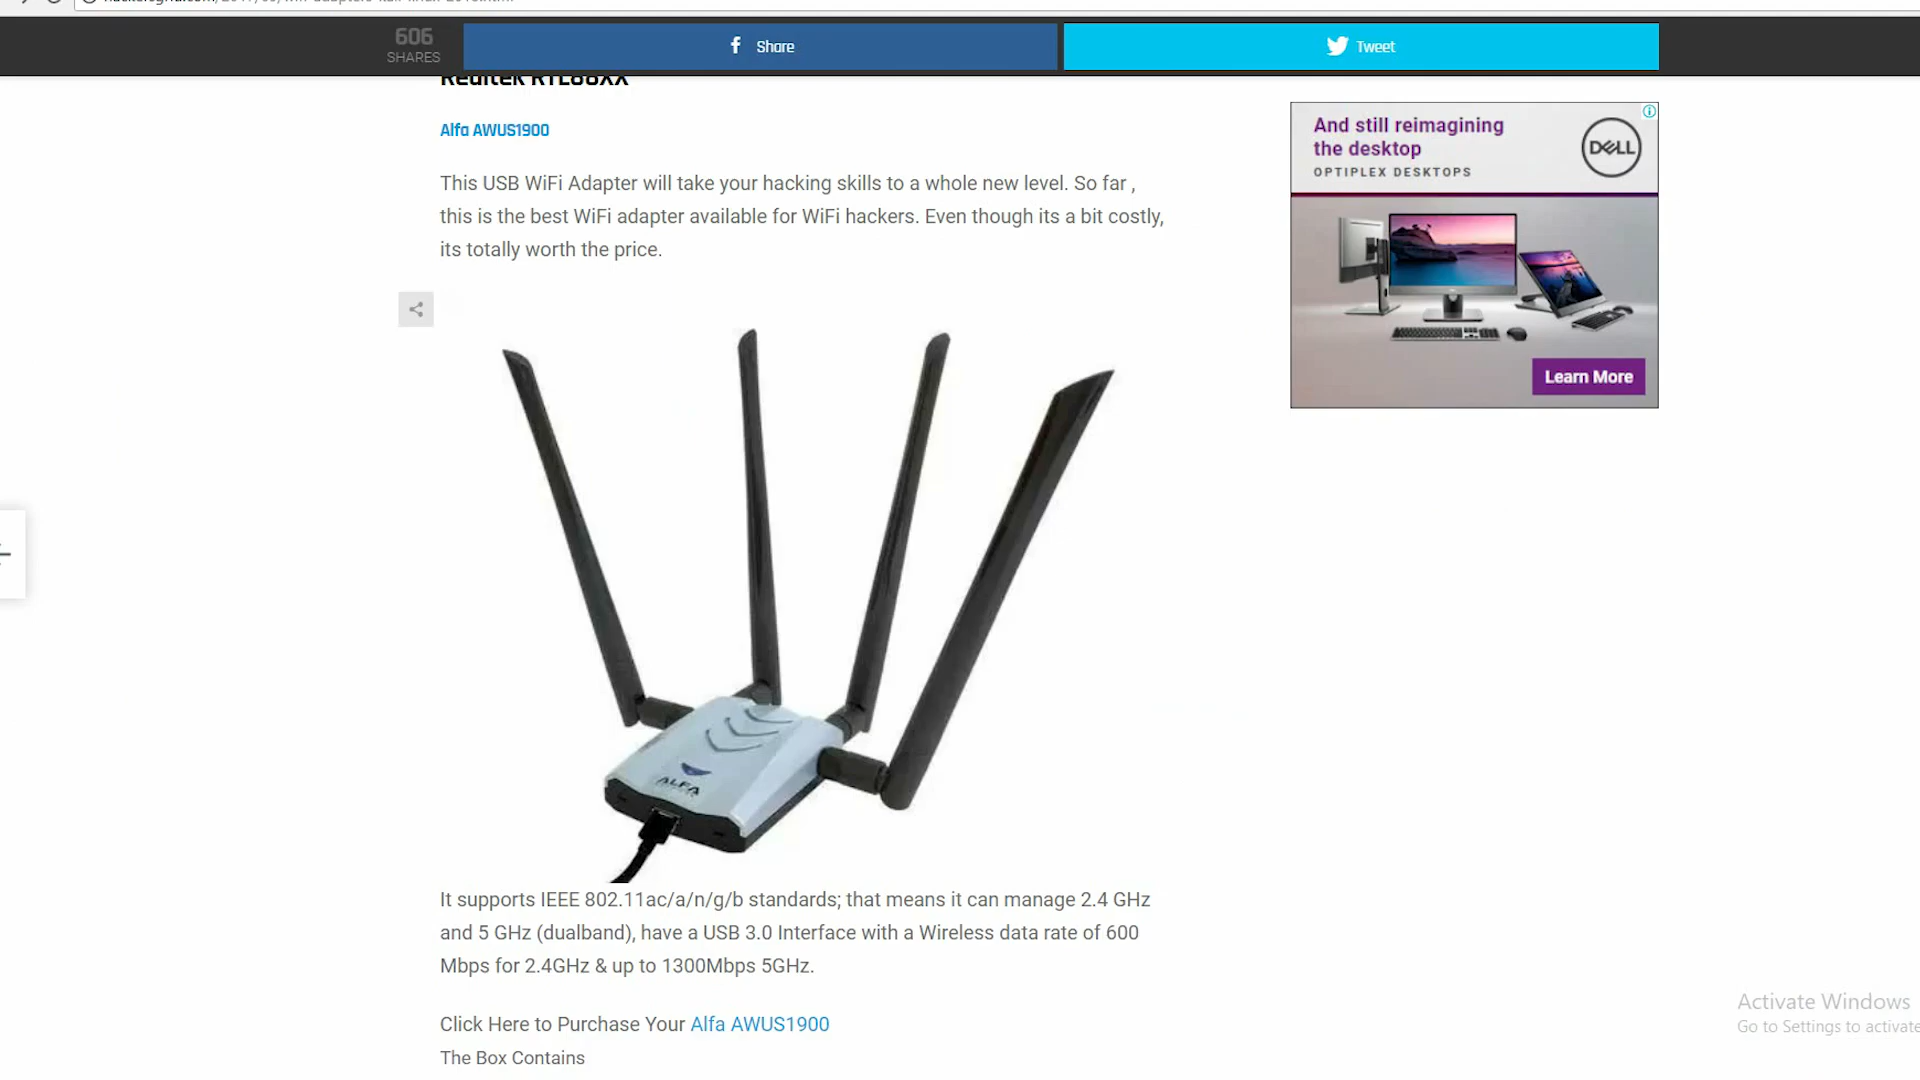 606
SHARES
Share
Tweet
Realtek RTL88XX
Alfa AWUS1900
This USB WiFi Adapter will take your hacking skills to a whole new level. So far ,
this is the best WiFi adapter available for WiFi hackers. Even though its a bit costly,
its totally worth the price.
And still reimagining
the desktop
OPTIPLEX DESKTOPS
DELL
Learn More
ALFA
It supports IEEE 802.11ac/a/n/g/b standards; that means it can manage 2.4 GHz
and 5 GHz (dualband), have a USB 3.0 Interface with a Wireless data rate of 600
Mbps for 2.4GHz & up to 1300Mbps 5GHz.
Click Here to Purchase Your Alfa AWUS1900
The Box Contains
Activate Windows
Go to Settings to activate